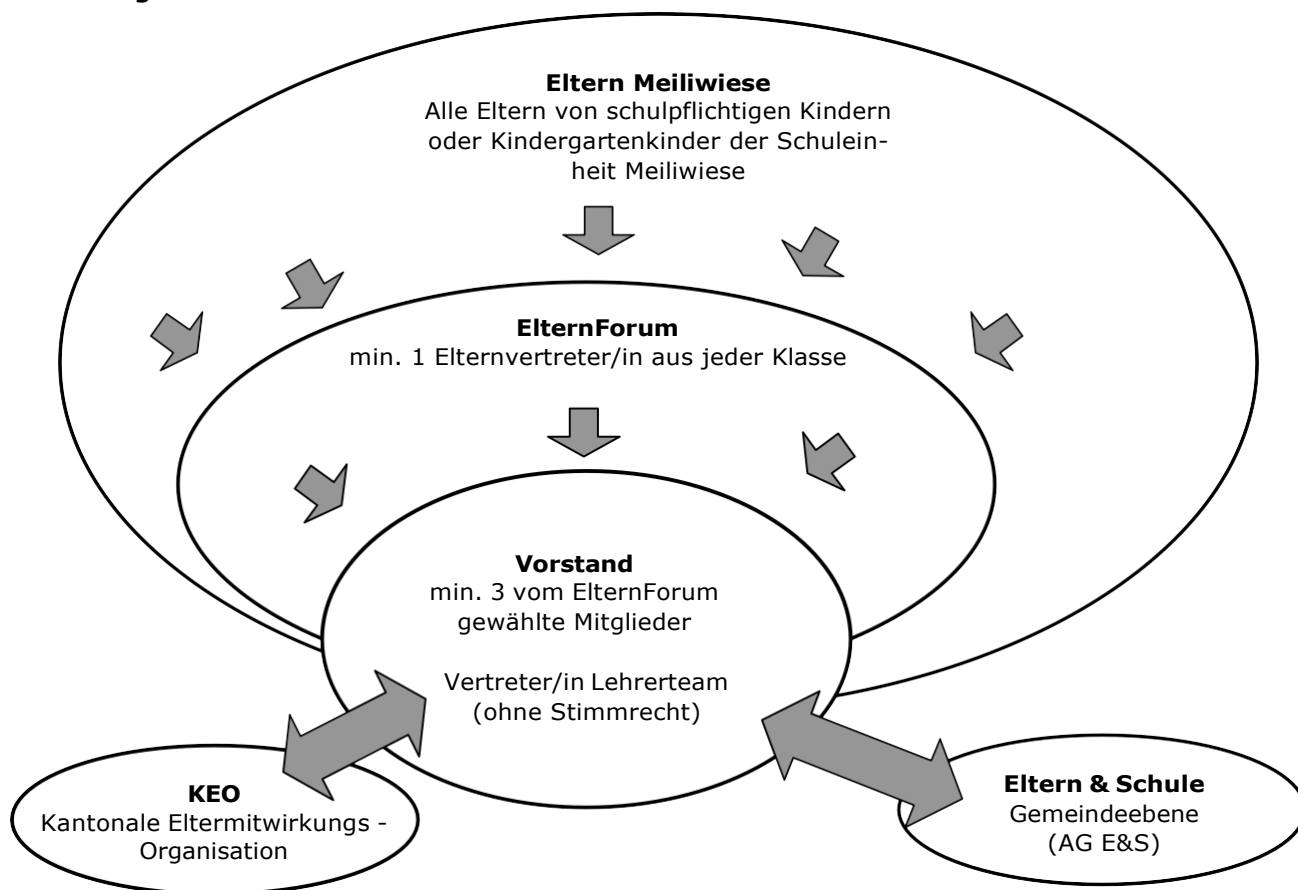 Eltern Meiliwiese
Alle Eltern von schulpflichtigen Kindern
oder Kindergartenkinder der Schulein-
heit Meiliwiese
ElternForum
min. 1 Elternvertreter/in aus jeder Klasse
Vorstand
min. 3 vom ElternForum
gewählte Mitglieder
Vertreter/in Lehrerteam
(ohne Stimmrecht)
KEO
Kantonale Eltermitwirkungs -
Organisation
Eltern & Schule
Gemeindeebene
(AG E&S)